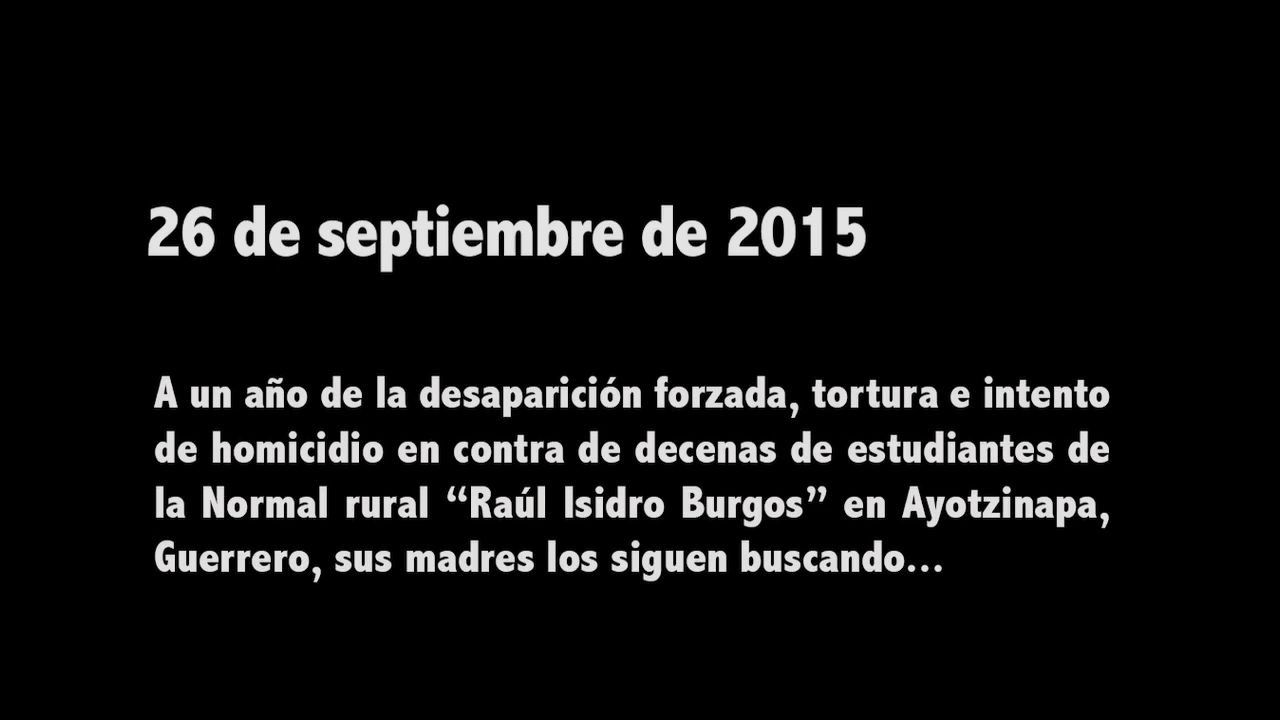 26 de septiembre de 2015
A un año de la desaparición forzada, tortura e intento
de homicidio en contra de decenas de estudiantes de
la Normal rural “Raúl Isidro Burgos” en Ayotzinapa,
Guerrero, sus madres los siguen buscando...